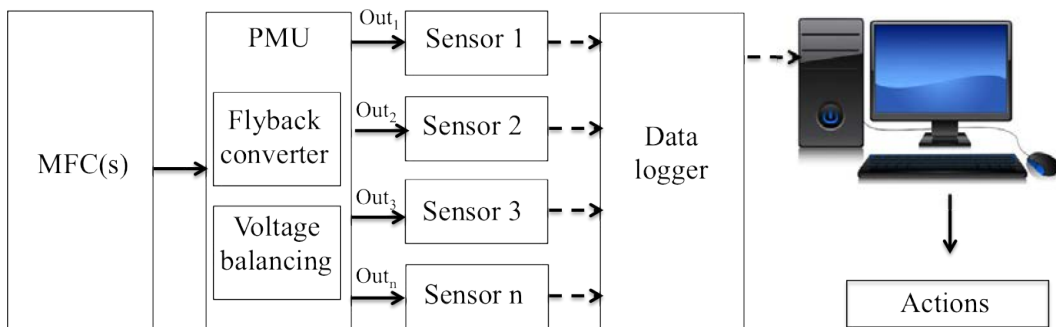 MFC(s)
PMU
Flyback
converter
Voltage
balancing
Out₁
Out₂
Out₃
Outₙ
Sensor 1
Sensor 2
Sensor 3
Sensor n
Data
logger
Actions